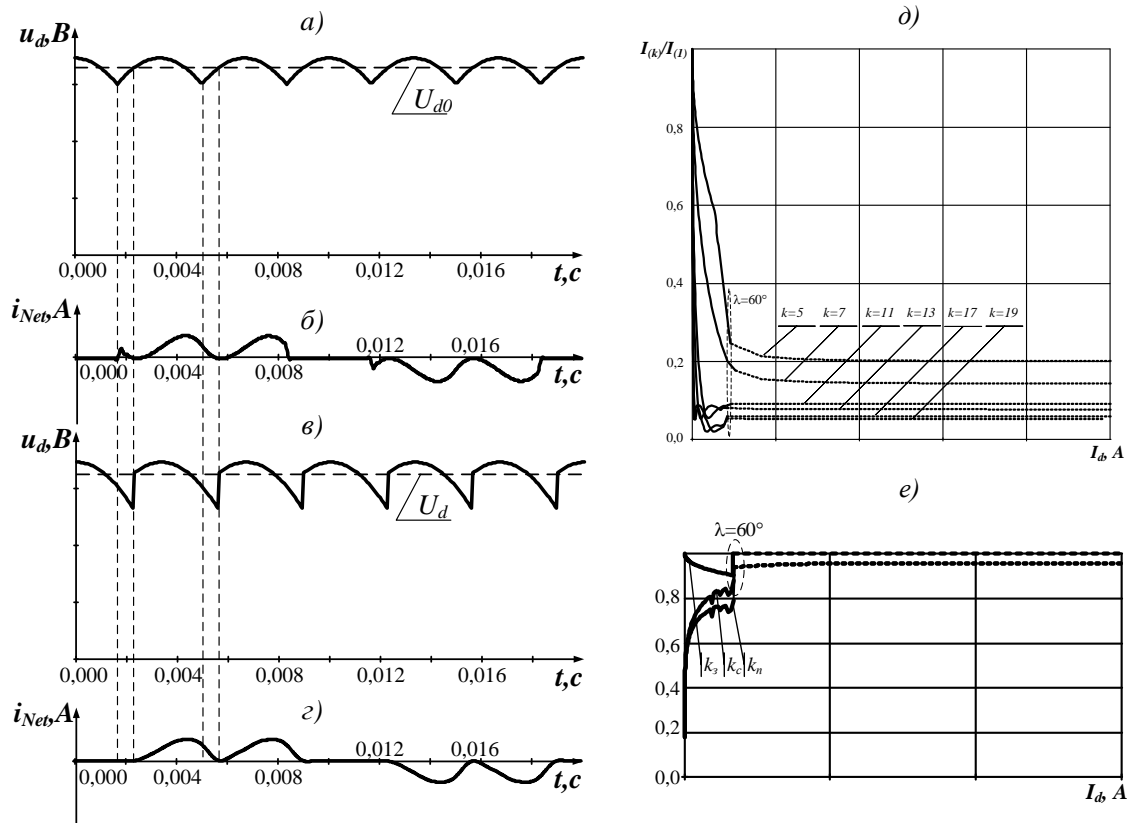 а)
u_d,В
U_d0
0,000 0,004 0,008 0,012 0,016
t,с
i_Net,А
б)
0,012 0,016
0,000 0,004 0,008
t,с
в)
u_d,В
U_d
0,000 0,004 0,008 0,012 0,016
t,с
г)
i_Net,А
0,012 0,016
0,000 0,004 0,008
t,с
д)
I_(k)/I_(1)
0,8
0,6
0,4
λ=60°
k=5 k=7 k=11 k=13 k=17 k=19
0,2
0,0
I_d, А
е)
λ=60°
0,8
0,6
k_з k_с k_п
0,4
0,2
0,0
I_d, А